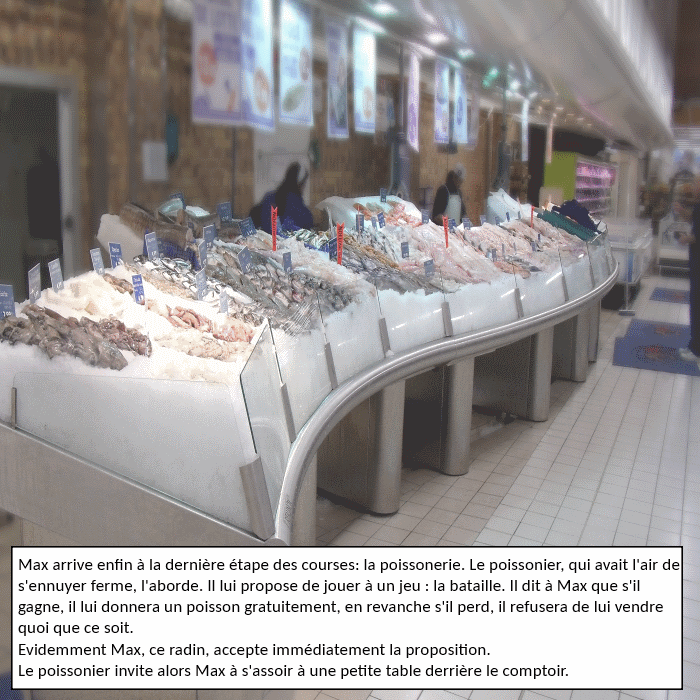 Max arrive enfin à la dernière étape des courses: la poissonerie. Le poissonier, qui avait l'air de
s'ennuyer ferme, l'aborde. Il lui propose de jouer à un jeu : la bataille. Il dit à Max que s'il
gagne, il lui donnera un poisson gratuitement, en revanche s'il perd, il refusera de lui vendre
quoi que ce soit.
Evidemment Max, ce radin, accepte immédiatement la proposition.
Le poissonier invite alors Max à s'assoir à une petite table derrière le comptoir.